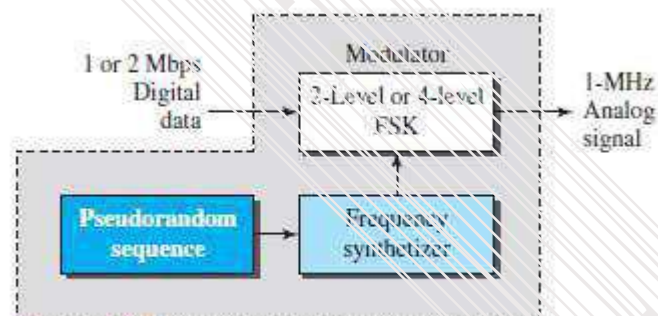 Modulator
1 or 2 Mbps
Digital
data
2-Level or 4-level
FSK
1-MHz
Analog
signal
Pseudorandom
sequence
Frequency
synthetizer